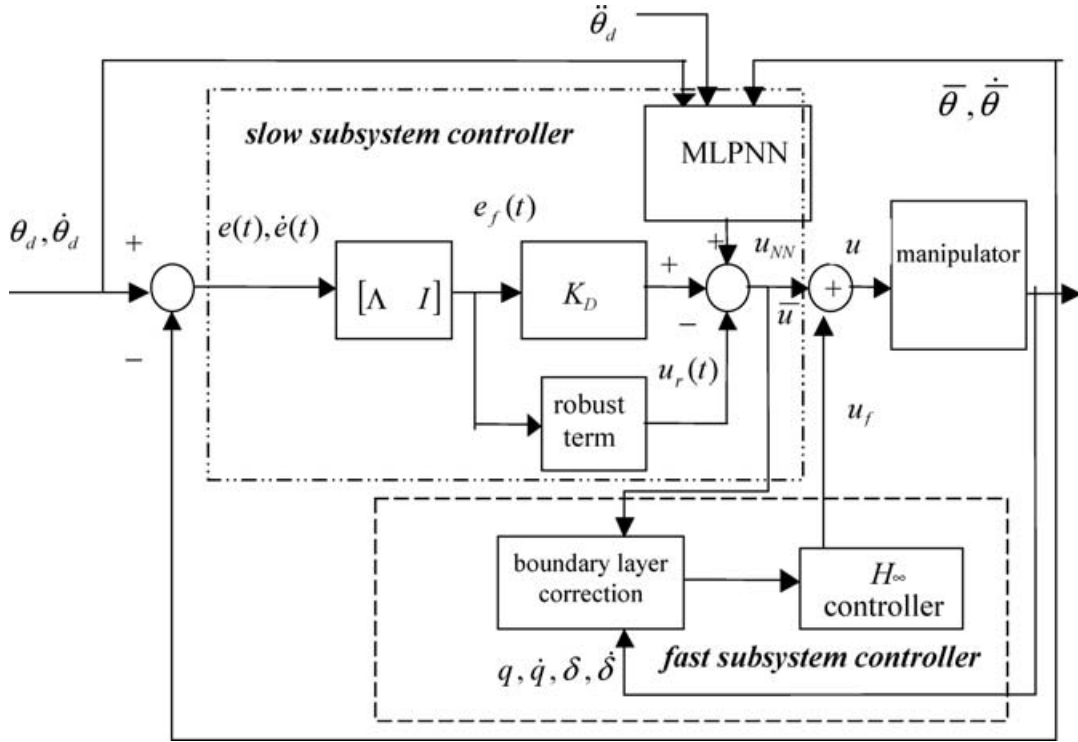 θ̈_d
θ̅, θ̅̇
slow subsystem controller
MLPNN
θ_d, θ̇_d
+
e(t), ė(t)
e_f(t)
+
u_NN
u
manipulator
[Λ I]
K_D
+
−
+
u̅
−
u_r(t)
robust
term
u_f
boundary layer
correction
H∞
controller
fast subsystem controller
q, q̇, δ, δ̇